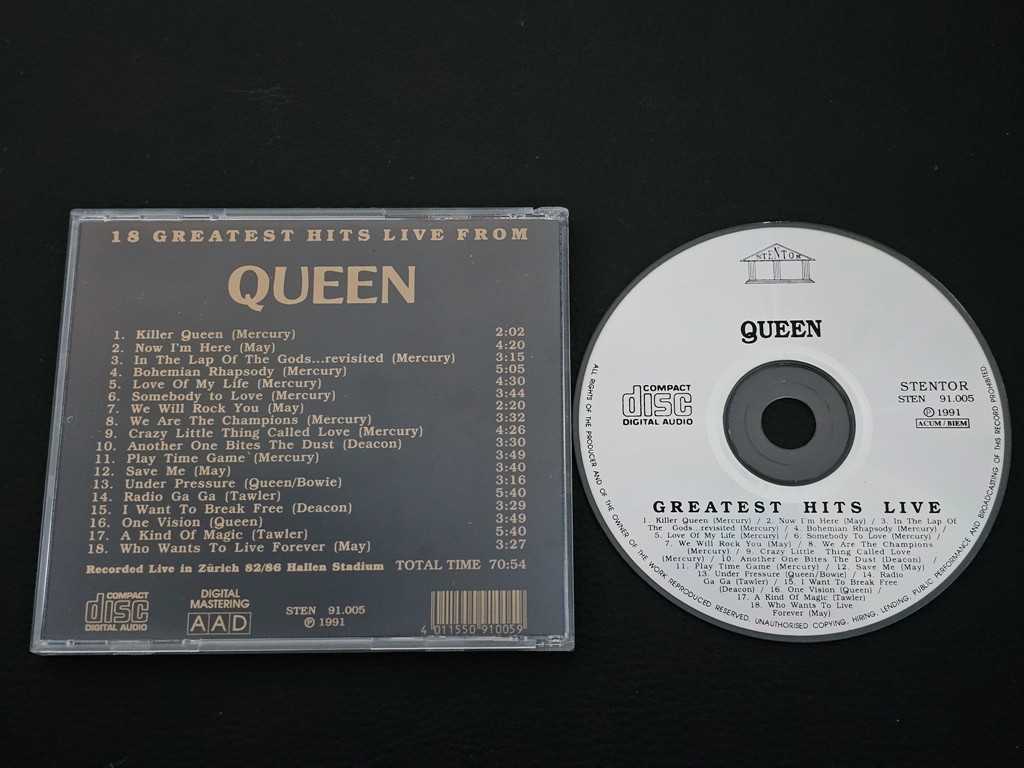 18 GREATEST HITS LIVE FROM
QUEEN
1. Killer Queen (Mercury) 2:02
2. Now I'm Here (May) 4:20
3. In The Lap Of The Gods...revisited (Mercury) 3:15
4. Bohemian Rhapsody (Mercury) 5:05
5. Love Of My Life (Mercury) 4:30
6. Somebody to Love (Mercury) 3:44
7. We Will Rock You (May) 2:20
8. We Are The Champions (Mercury) 3:32
9. Crazy Little Thing Called Love (Mercury) 4:26
10. Another One Bites The Dust (Deacon) 3:30
11. Play Time Game (Mercury) 3:49
12. Save Me (May) 3:40
13. Under Pressure (Queen/Bowie) 3:16
14. Radio Ga Ga (Tawler) 5:40
15. I Want To Break Free (Deacon) 3:29
16. One Vision (Queen) 3:49
17. A Kind Of Magic (Tawler) 5:40
18. Who Wants To Live Forever (May) 3:27
Recorded Live in Zürich 82/86 Hallen Stadium TOTAL TIME 70:54
COMPACT
disc
DIGITAL AUDIO
DIGITAL
MASTERING
AAD
STEN 91.005
℗ 1991
4 011550 910059
STENTOR
QUEEN
COMPACT
disc
DIGITAL AUDIO
STENTOR
STEN 91.005
℗ 1991
ACUM / BIEM
GREATEST HITS LIVE
1. Killer Queen (Mercury) / 2. Now I'm Here (May) / 3. In The Lap Of
The Gods...revisited (Mercury) / 4. Bohemian Rhapsody (Mercury) /
5. Love Of My Life (Mercury) / 6. Somebody To Love (Mercury) /
7. We Will Rock You (May) / 8. We Are The Champions
(Mercury) / 9. Crazy Little Thing Called Love
(Mercury) / 10. Another One Bites The Dust (Deacon) /
11. Play Time Game (Mercury) / 12. Save Me (May) /
13. Under Pressure (Queen/Bowie) / 14. Radio
Ga Ga (Tawler) / 15. I Want To Break Free
(Deacon) / 16. One Vision (Queen) /
17. A Kind Of Magic (Tawler) /
18. Who Wants To Live
Forever (May)
ALL RIGHTS OF THE PRODUCER AND OF THE OWNER OF THE WORK REPRODUCED RESERVED. UNAUTHORISED COPYING, HIRING, LENDING, PUBLIC PERFORMANCE AND BROADCASTING OF THIS RECORD PROHIBITED